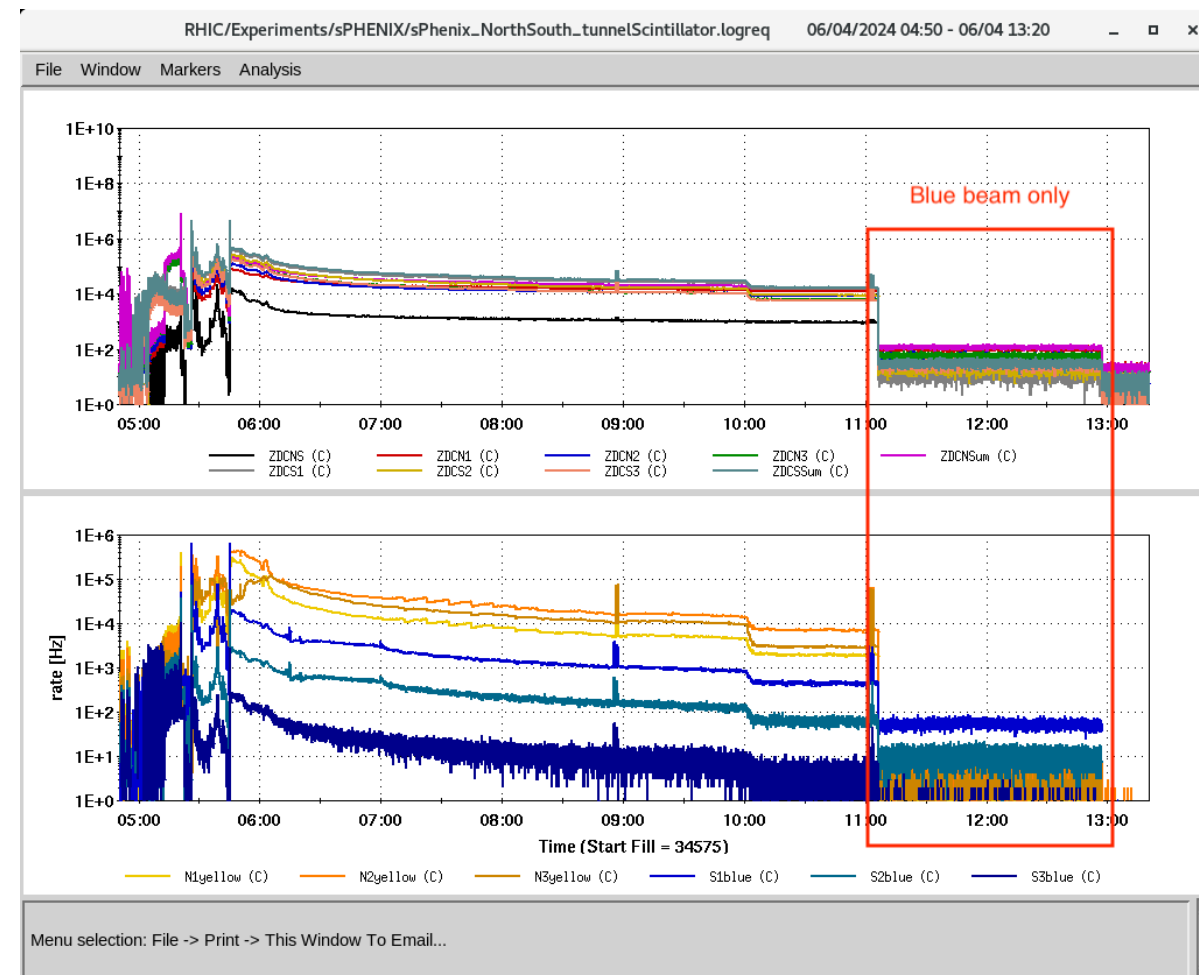 RHIC/Experiments/sPHENIX/sPhenix_NorthSouth_tunnelScintillator.logreq 06/04/2024 04:50 - 06/04 13:20
File Window Markers Analysis
1E+10
1E+8
1E+6
1E+4
1E+2
1E+0
Blue beam only
05:00 06:00 07:00 08:00 09:00 10:00 11:00 12:00 13:00
ZDCNS (C) ZDCN1 (C) ZDCN2 (C) ZDCN3 (C) ZDCNSum (C)
ZDCS1 (C) ZDCS2 (C) ZDCS3 (C) ZDCSSum (C)
rate [Hz]
1E+6
1E+5
1E+4
1E+3
1E+2
1E+1
1E+0
05:00 06:00 07:00 08:00 09:00 10:00 11:00 12:00 13:00
Time (Start Fill = 34575)
N1yellow (C) N2yellow (C) N3yellow (C) S1blue (C) S2blue (C) S3blue (C)
Menu selection: File -> Print -> This Window To Email...